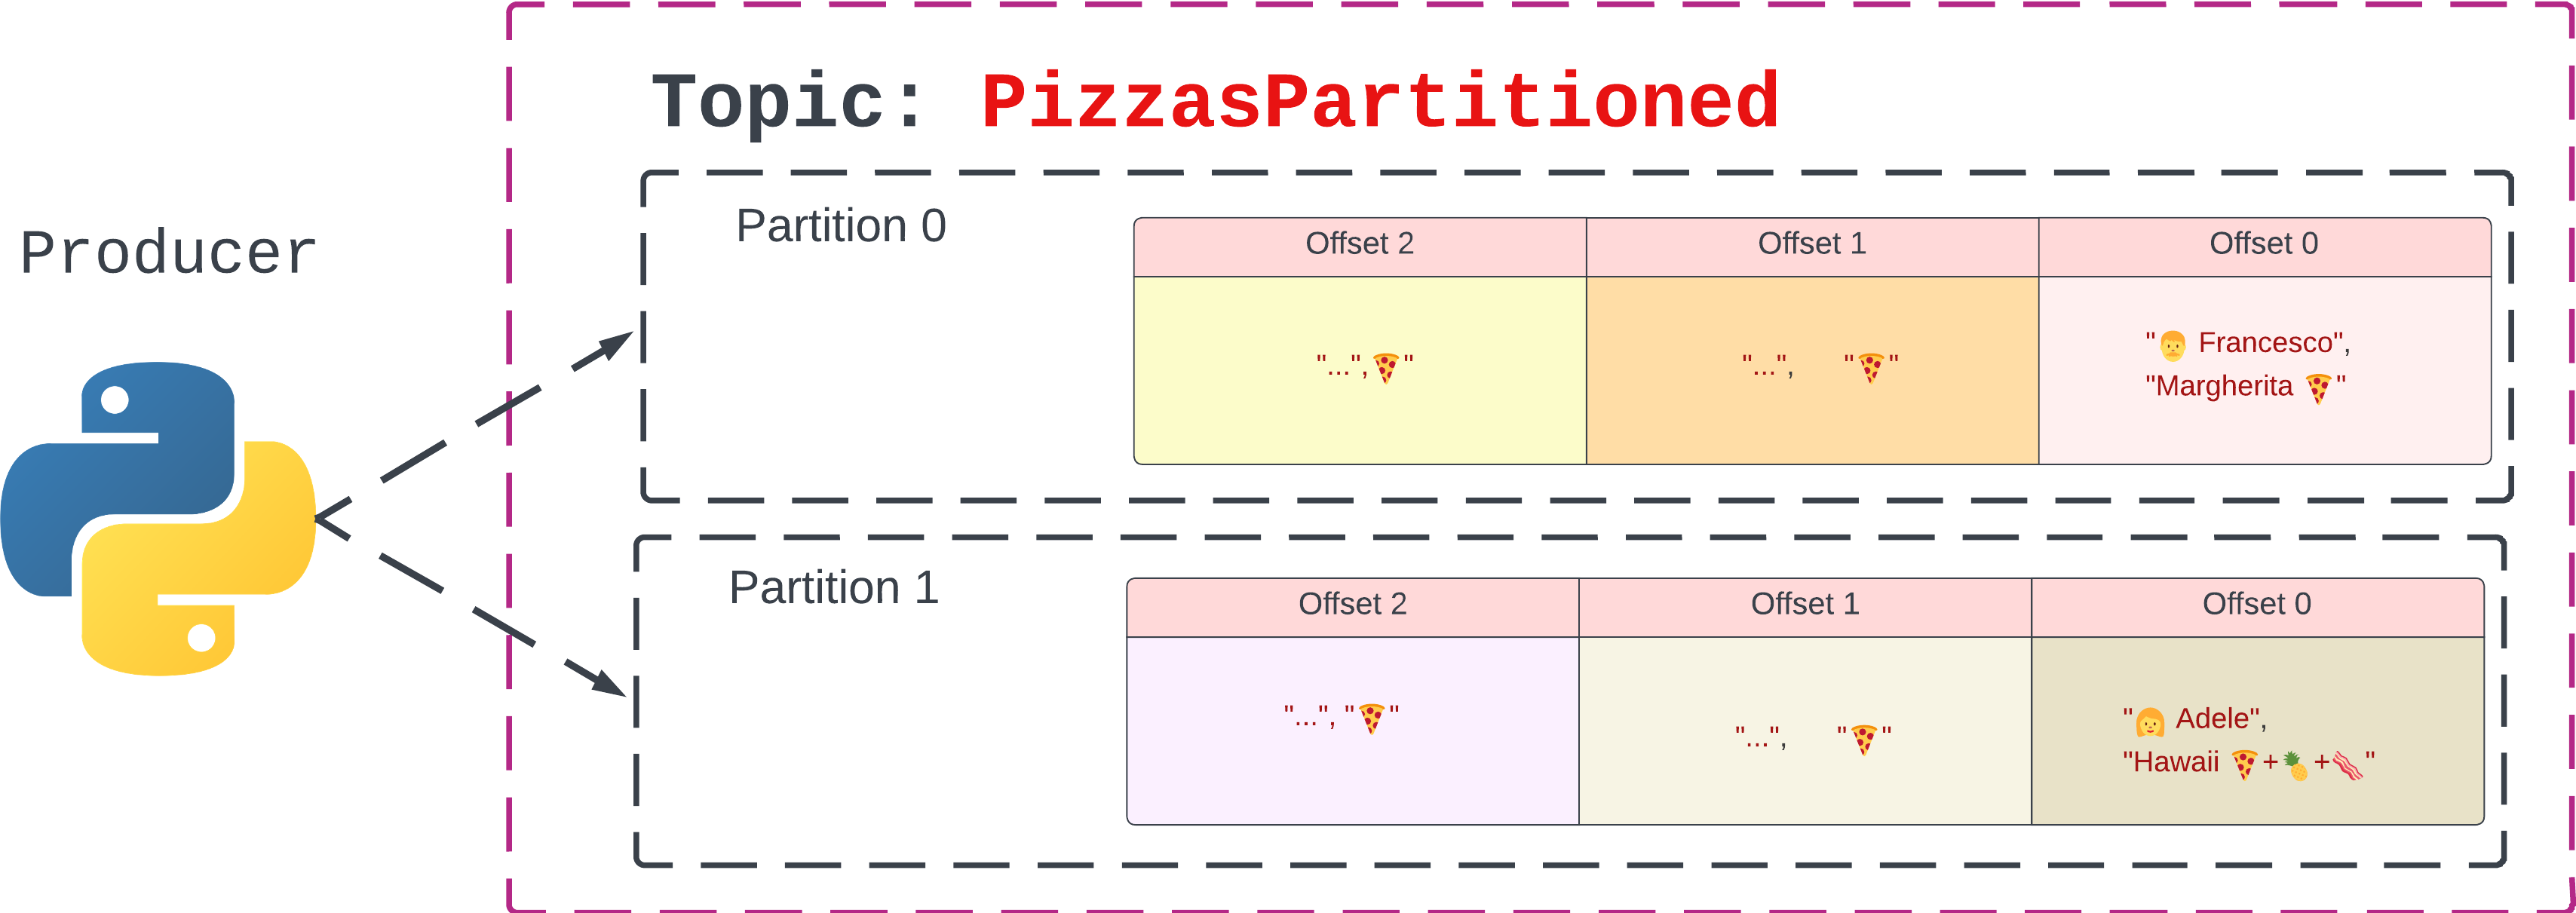 Topic: PizzasPartitioned
Producer
Partition 0
Offset 2
Offset 1
Offset 0
"...",🍕"
"...", "🍕"
"👨 Francesco",
"Margherita 🍕"
Partition 1
Offset 2
Offset 1
Offset 0
"...", "🍕"
"...", "🍕"
"👩 Adele",
"Hawaii 🍕+🍍+🥓"